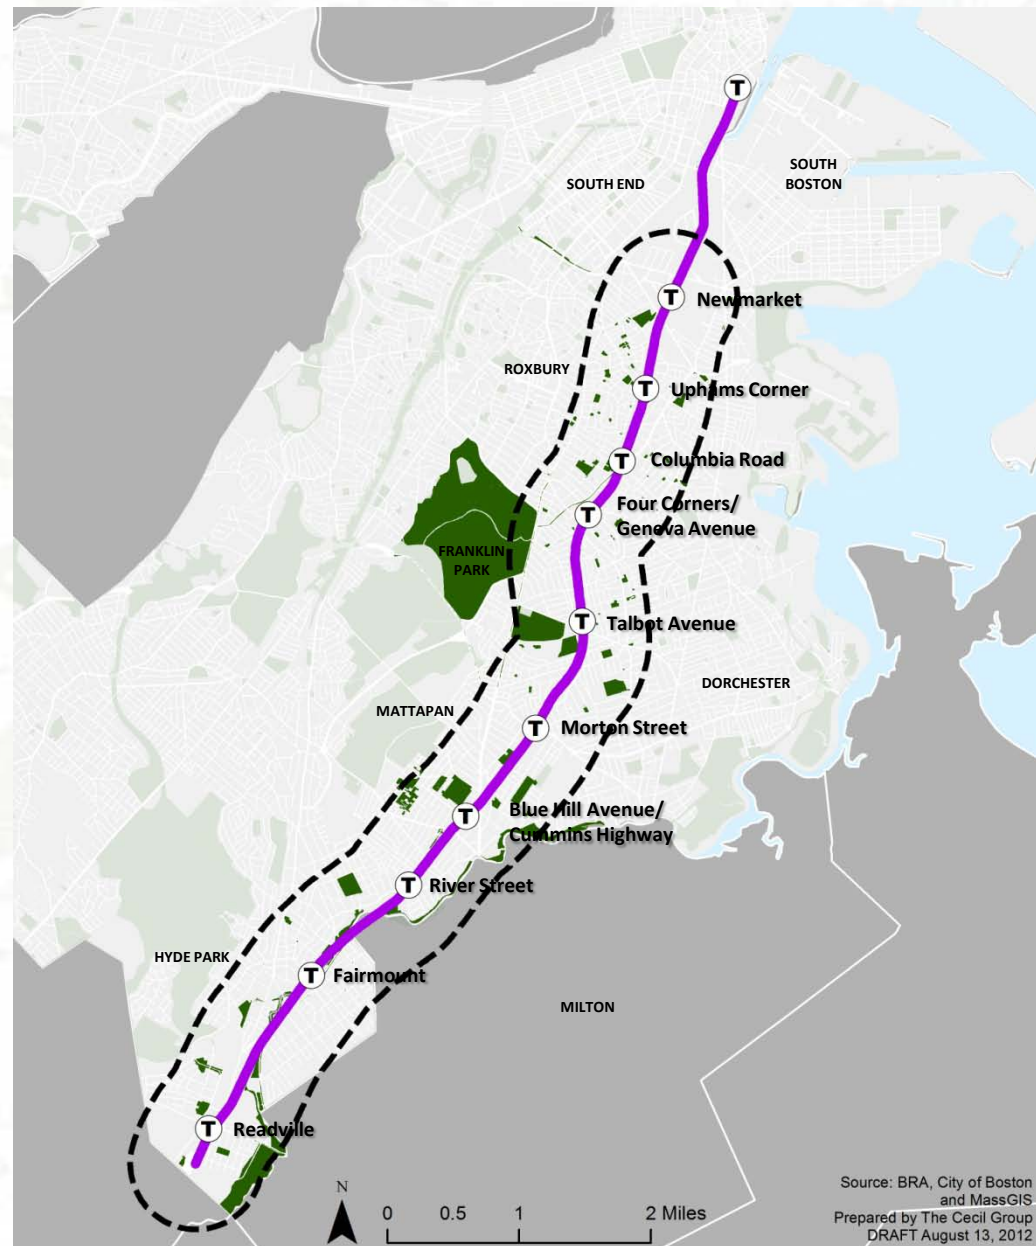 T
SOUTH
BOSTON
SOUTH END
T
Newmarket
ROXBURY
T
Uphams Corner
T
Columbia Road
T
Four Corners/
Geneva Avenue
FRANKLIN
PARK
T
Talbot Avenue
DORCHESTER
MATTAPAN
T
Morton Street
T
Blue Hill Avenue/
Cummins Highway
T
River Street
HYDE PARK
T
Fairmount
MILTON
T
Readville
N
0 0.5 1 2 Miles
Source: BRA, City of Boston
and MassGIS
Prepared by The Cecil Group
DRAFT August 13, 2012